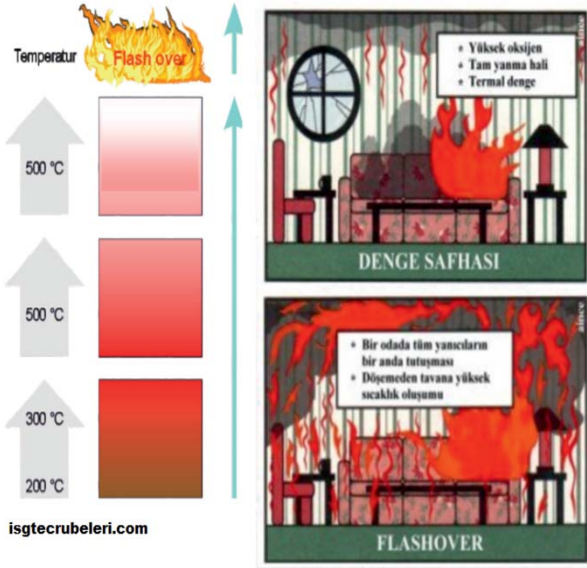 Temperatur
Flash over
500 °C
500 °C
300 °C
200 °C
isgtecrubeleri.com
* Yüksek oksijen
* Tam yanma hali
* Termal denge
DENGE SAFHASI
* Bir odada tüm yanıcıların
bir anda tutuşması
* Döşemeden tavana yüksek
sıcaklık oluşumu
FLASHOVER